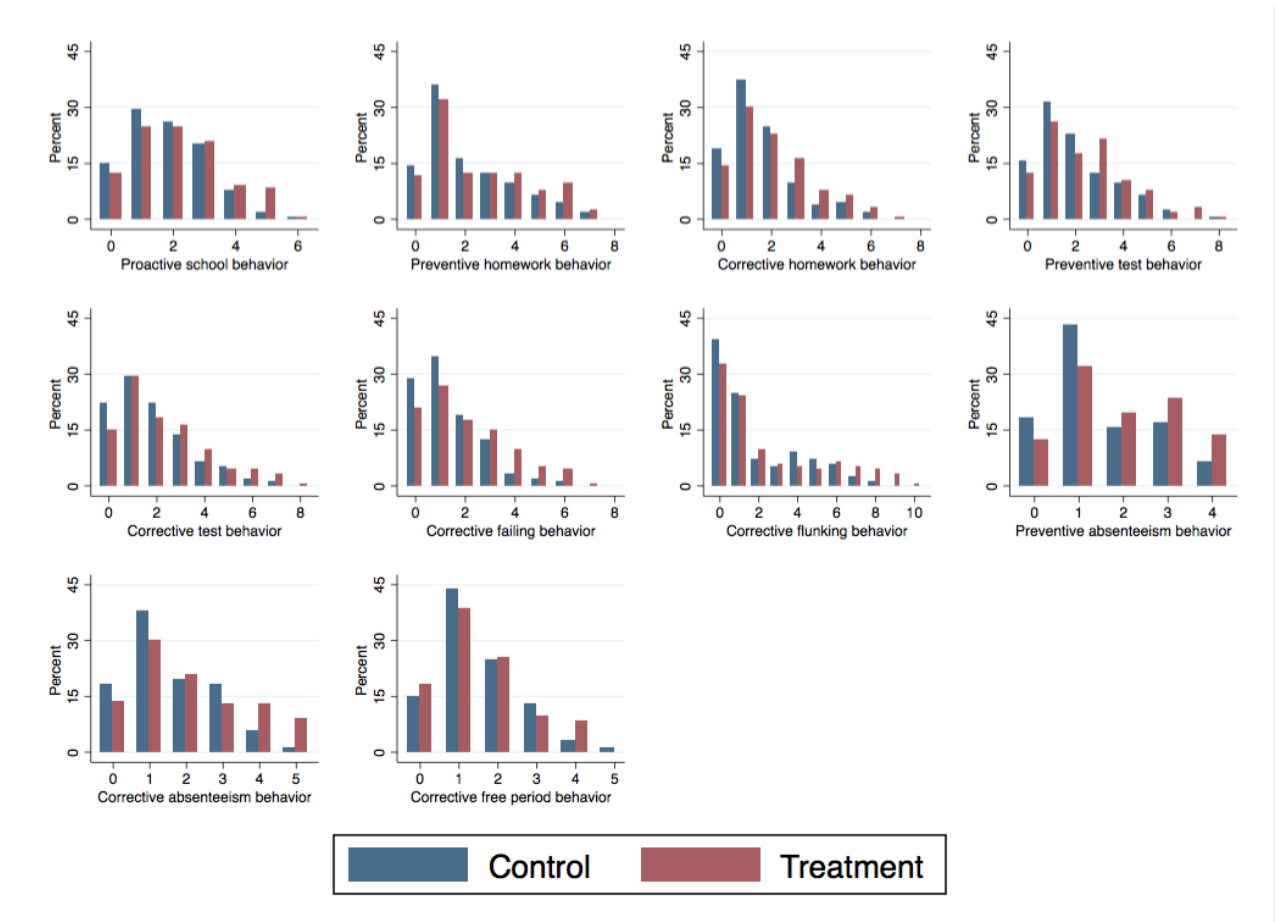 45
30
15
0
Percent
0 2 4 6
Proactive school behavior
45
30
15
0
Percent
0 2 4 6 8
Preventive homework behavior
45
30
15
0
Percent
0 2 4 6 8
Corrective homework behavior
45
30
15
0
Percent
0 2 4 6 8
Preventive test behavior
45
30
15
0
Percent
0 2 4 6 8
Corrective test behavior
45
30
15
0
Percent
0 2 4 6 8
Corrective failing behavior
45
30
15
0
Percent
0 2 4 6 8 10
Corrective flunking behavior
45
30
15
0
Percent
0 1 2 3 4
Preventive absenteeism behavior
45
30
15
0
Percent
0 1 2 3 4 5
Corrective absenteeism behavior
45
30
15
0
Percent
0 1 2 3 4 5
Corrective free period behavior
Control Treatment